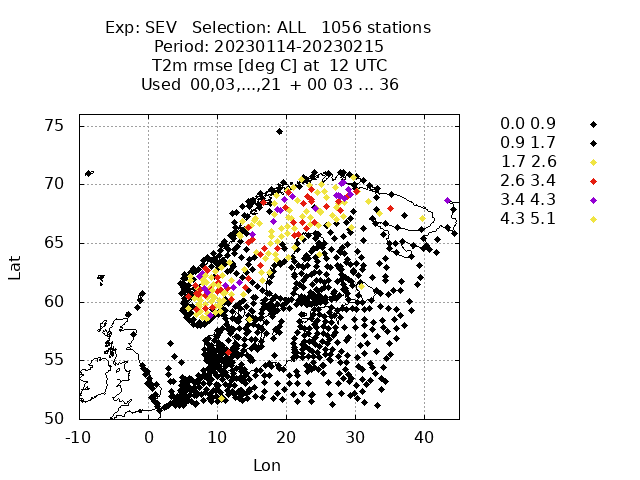 Exp: SEV Selection: ALL 1056 stations
Period: 20230114-20230215
T2m rmse [deg C] at 12 UTC
Used 00,03,...,21 + 00 03 ... 36
0.0 0.9
0.9 1.7
1.7 2.6
2.6 3.4
3.4 4.3
4.3 5.1
75
70
65
60
55
50
Lat
-10 0 10 20 30 40
Lon